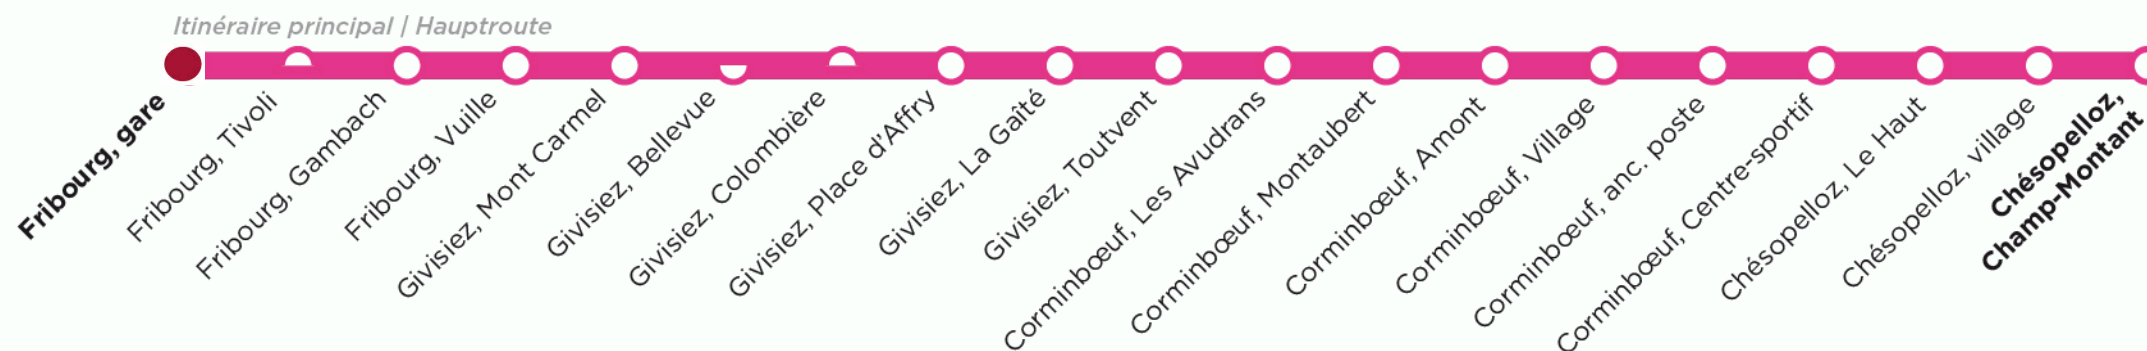 Itinéraire principal | Hauptroute
Fribourg, gare
Fribourg, Tivoli
Fribourg, Gambach
Fribourg, Vuille
Givisiez, Mont Carmel
Givisiez, Bellevue
Givisiez, Colombière
Givisiez, Place d'Affry
Givisiez, La Gaîté
Givisiez, Toutvent
Corminbœuf, Les Avudrans
Corminbœuf, Montaubert
Corminbœuf, Amont
Corminbœuf, Village
Corminbœuf, anc. poste
Corminbœuf, Centre-sportif
Chésopelloz, Le Haut
Chésopelloz, village
Chésopelloz,
Champ-Montant